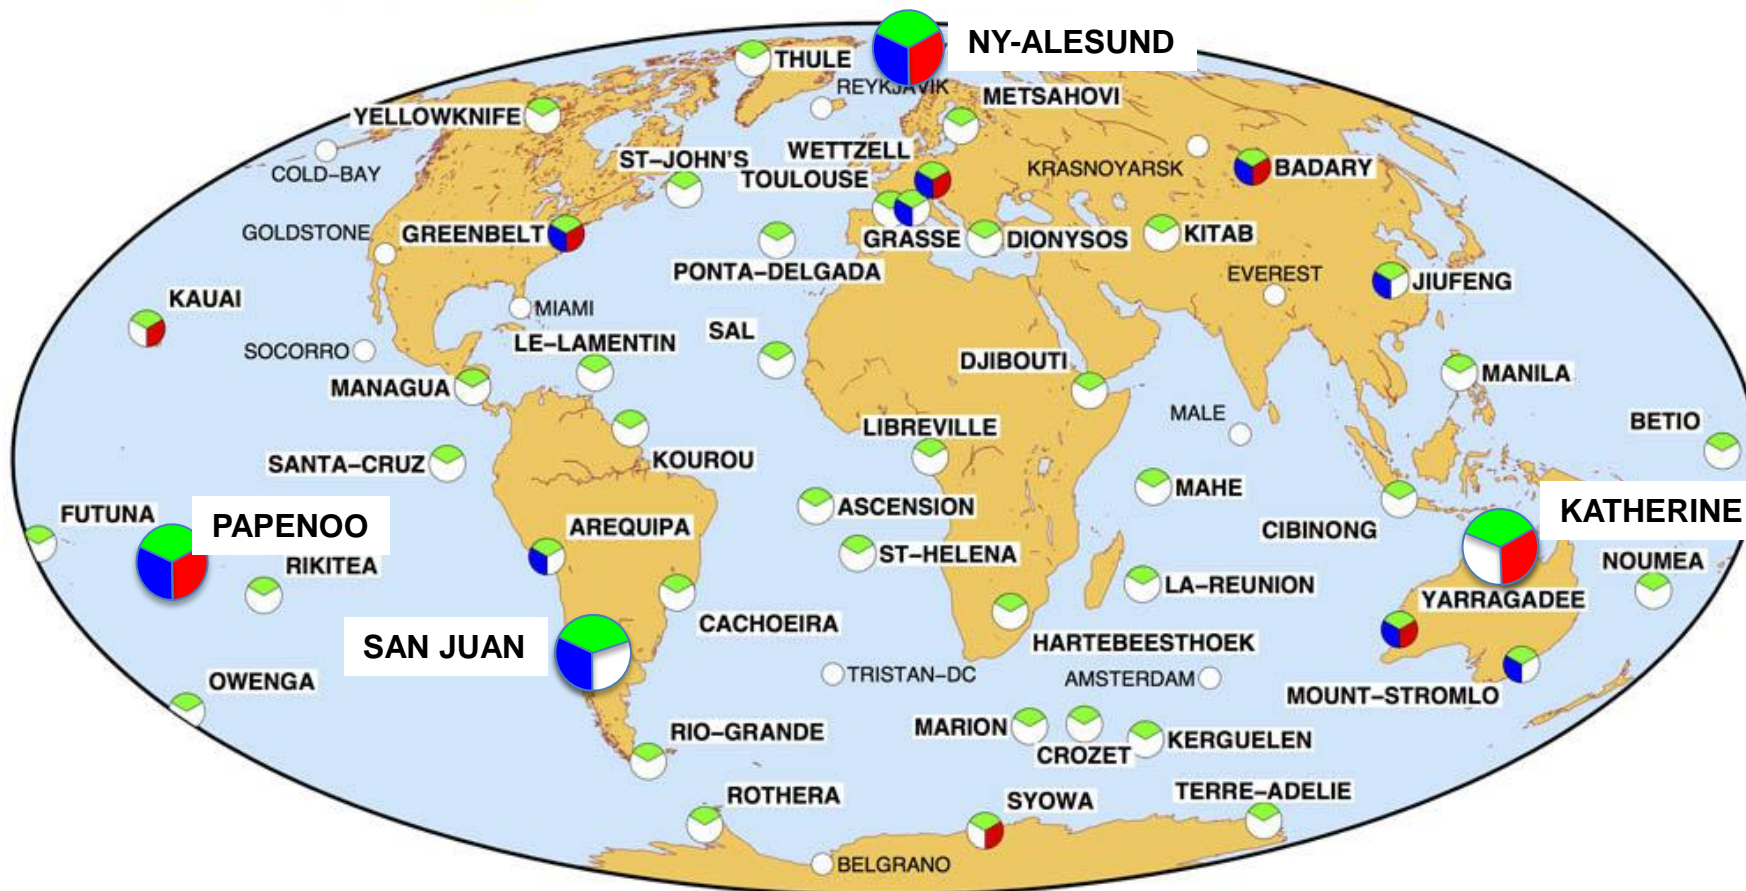 NY-ALESUND
THULE
REYKJAVIK
METSAHOVI
YELLOWKNIFE
COLD-BAY
ST-JOHN'S
WETTZELL
TOULOUSE
KRASNOYARSK
BADARY
GOLDSTONE
GREENBELT
GRASSE
DIONYSOS
KITAB
PONTA-DELGADA
EVEREST
JIUFENG
KAUAI
MIAMI
SOCORRO
LE-LAMENTIN
SAL
DJIBOUTI
MANAGUA
MANILA
MALE
BETIO
LIBREVILLE
SANTA-CRUZ
KOUROU
MAHE
FUTUNA
PAPENOO
AREQUIPA
ASCENSION
CIBINONG
KATHERINE
RIKITEA
ST-HELENA
NOUMEA
LA-REUNION
YARRAGADEE
CACHOEIRA
HARTEBEESTHOEK
SAN JUAN
TRISTAN-DC
AMSTERDAM
OWENGA
MOUNT-STROMLO
RIO-GRANDE
MARION
CROZET
KERGUELEN
ROTHERA
SYOWA
TERRE-ADELIE
BELGRANO